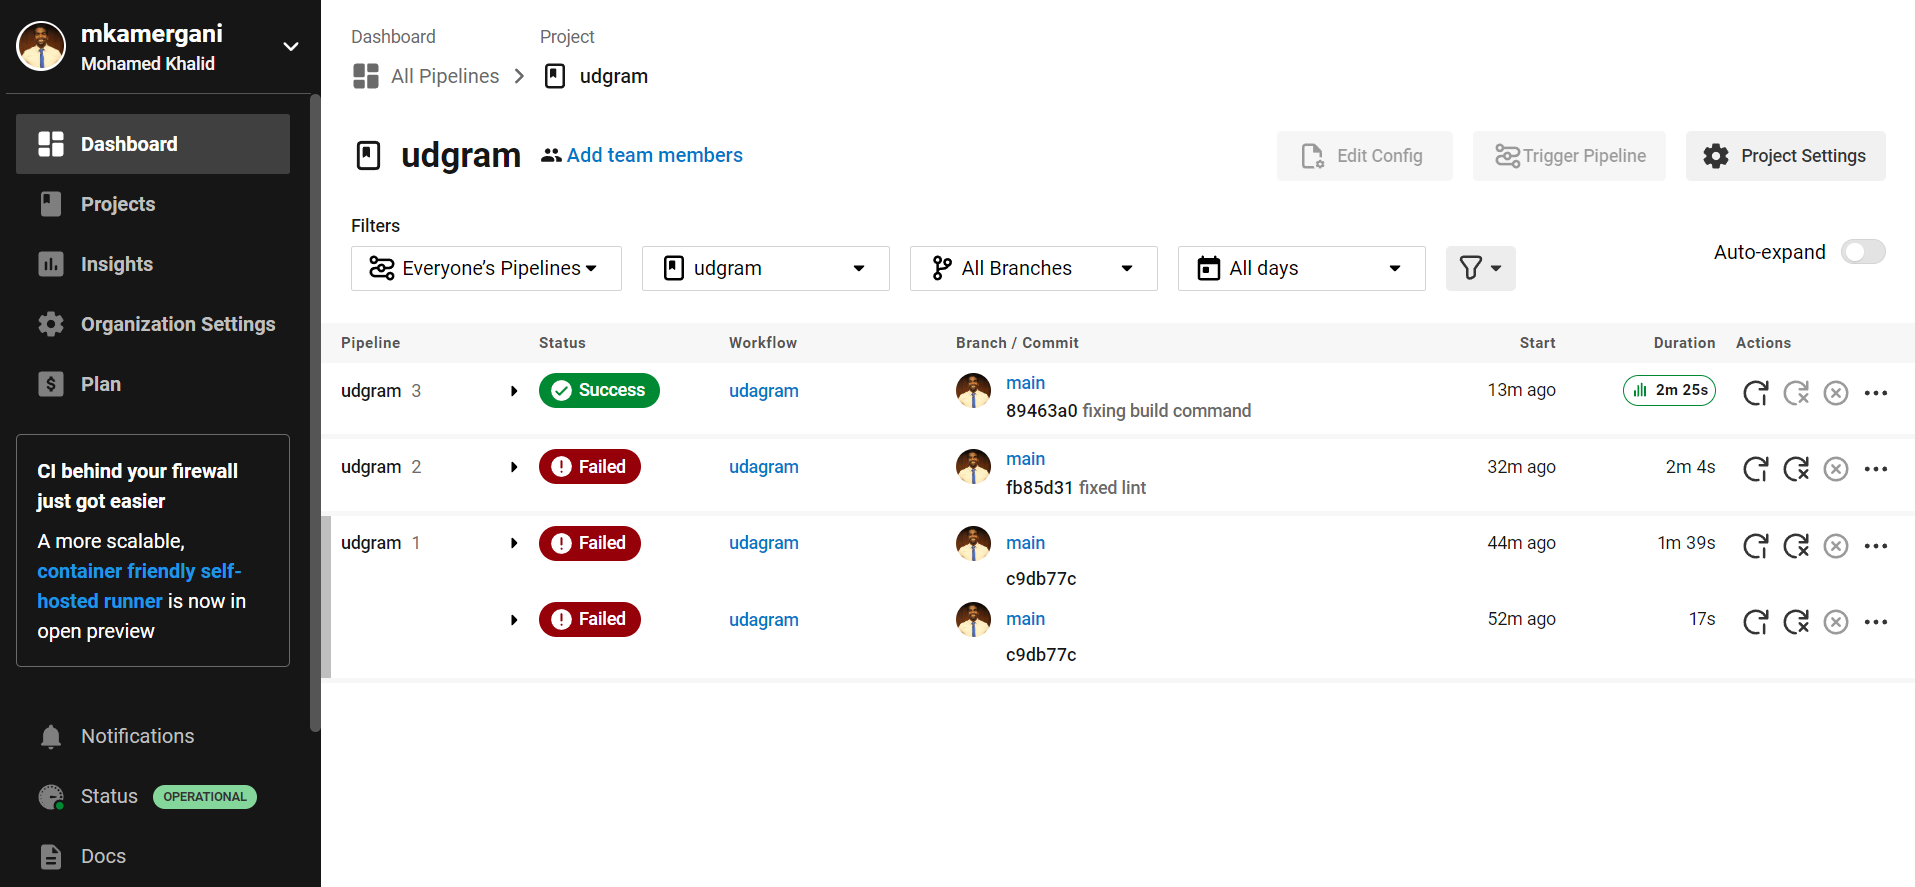 mkamergani
Mohamed Khalid
Dashboard
Projects
Insights
Organization Settings
Plan
CI behind your firewall
just got easier
A more scalable,
container friendly self-
hosted runner is now in
open preview
Notifications
Status OPERATIONAL
Docs
Dashboard Project
All Pipelines udgram
udgram Add team members
Edit Config Trigger Pipeline Project Settings
Filters
Everyone’s Pipelines udgram All Branches All days
Auto-expand
Pipeline Status Workflow Branch / Commit Start Duration Actions
udgram 3 Success udagram main 13m ago 2m 25s
89463a0 fixing build command
udgram 2 Failed udagram main 32m ago 2m 4s
fb85d31 fixed lint
udgram 1 Failed udagram main 44m ago 1m 39s
c9db77c
Failed udagram main 52m ago 17s
c9db77c